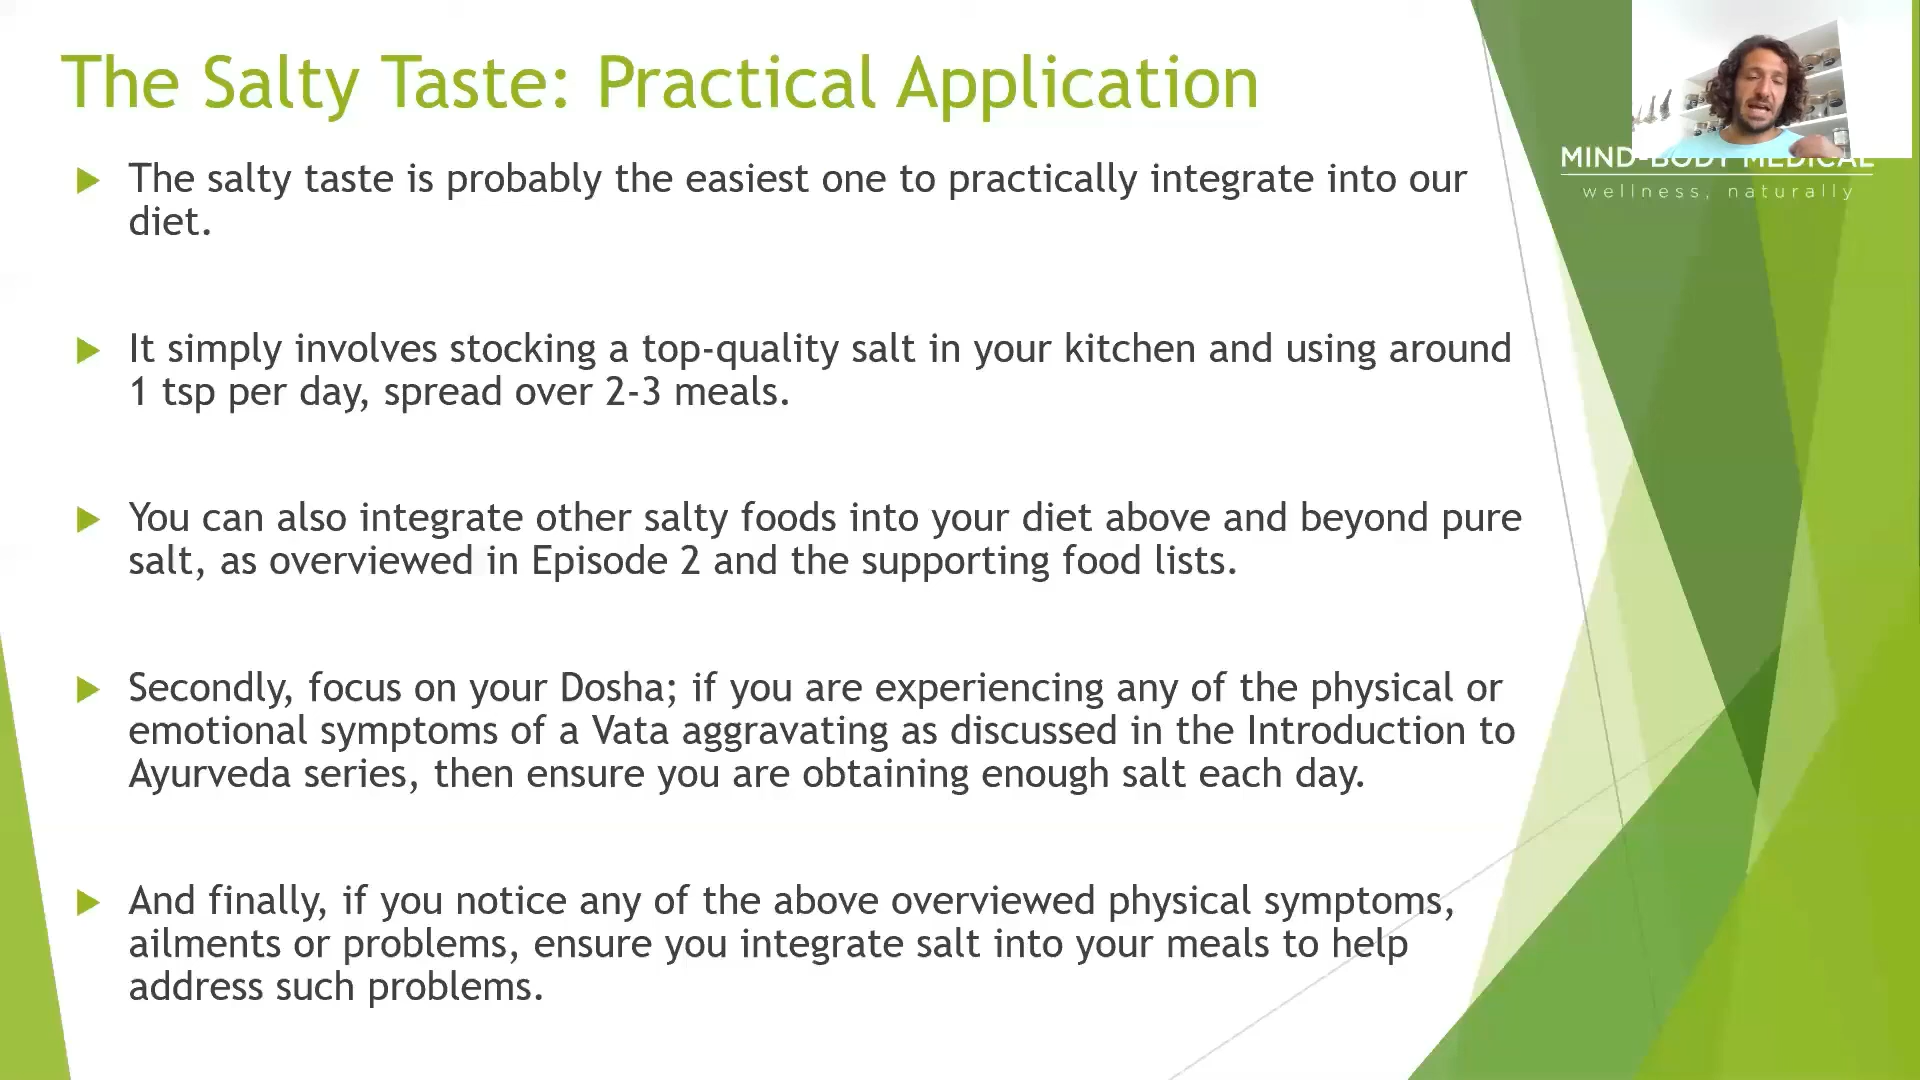 The Salty Taste: Practical Application
The salty taste is probably the easiest one to practically integrate into our
diet.
It simply involves stocking a top-quality salt in your kitchen and using around
1 tsp per day, spread over 2-3 meals.
You can also integrate other salty foods into your diet above and beyond pure
salt, as overviewed in Episode 2 and the supporting food lists.
Secondly, focus on your Dosha; if you are experiencing any of the physical or
emotional symptoms of a Vata aggravating as discussed in the Introduction to
Ayurveda series, then ensure you are obtaining enough salt each day.
And finally, if you notice any of the above overviewed physical symptoms,
ailments or problems, ensure you integrate salt into your meals to help
address such problems.
MIND-BODY MEDICAL
wellness, naturally